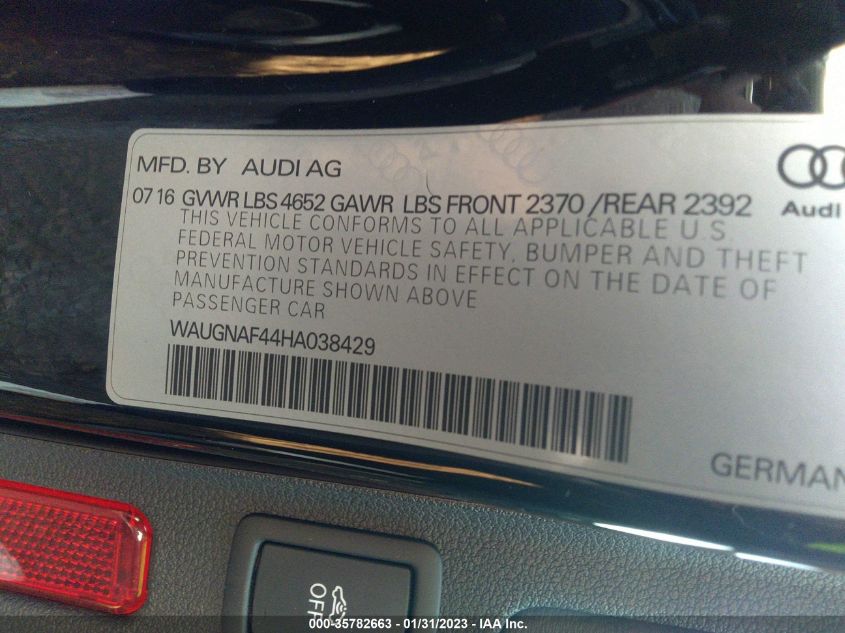 MFD. BY AUDI AG
07 16 GVWR LBS 4652 GAWR LBS FRONT 2370 /REAR 2392
THIS VEHICLE CONFORMS TO ALL APPLICABLE U.S.
FEDERAL MOTOR VEHICLE SAFETY, BUMPER AND THEFT
PREVENTION STANDARDS IN EFFECT ON THE DATE OF
MANUFACTURE SHOWN ABOVE
PASSENGER CAR
WAUGNAF44HA038429
Audi
GERMAN
OFF
000-35782663 - 01/31/2023 - IAA Inc.